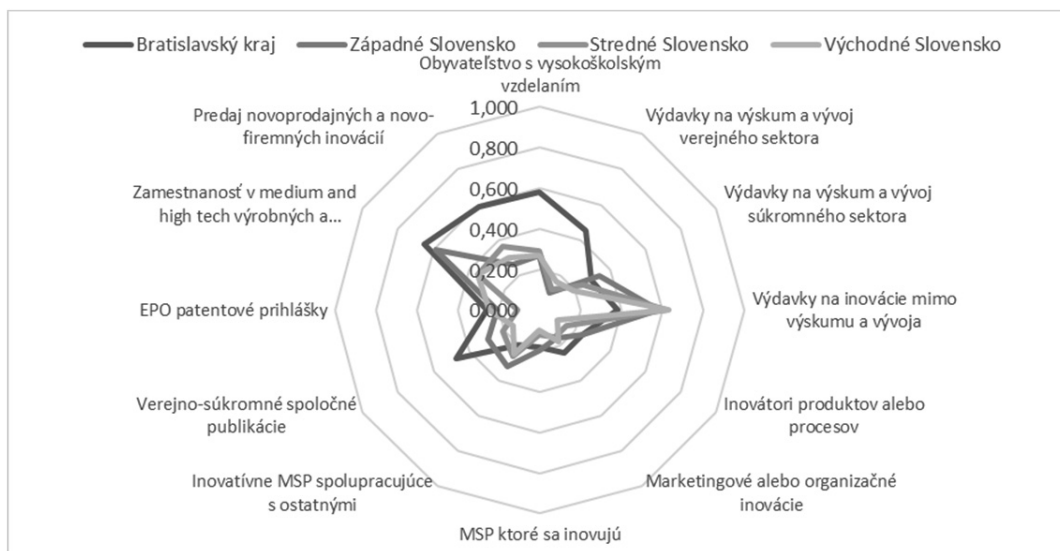 Bratislavský kraj
Západné Slovensko
Stredné Slovensko
Východné Slovensko
Obyvateľstvo s vysokoškolským
vzdelaním
Predaj novoprodajných a novo-
firemných inovácií
1,000
Výdavky na výskum a vývoj
verejného sektora
0,800
Zamestnanosť v medium and
high tech výrobných a...
0,600
Výdavky na výskum a vývoj
súkromného sektora
0,400
0,200
EPO patentové prihlášky
0,000
Výdavky na inovácie mimo
výskumu a vývoja
Verejno-súkromné spoločné
publikácie
Inovátori produktov alebo
procesov
Inovatívne MSP spolupracujúce
s ostatnými
Marketingové alebo organizačné
inovácie
MSP ktoré sa inovujú